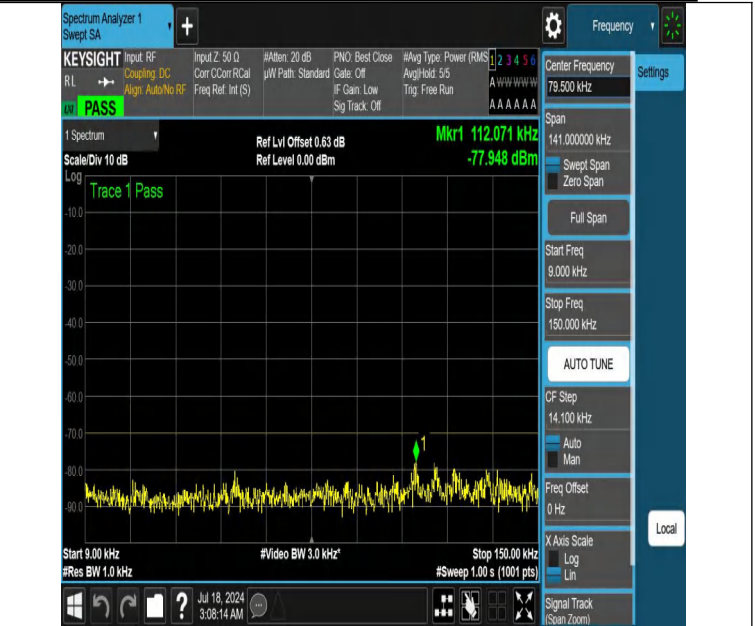 Spectrum Analyzer 1
Swept SA
+
Frequency
KEYSIGHT
RL
PASS
Input: RF
Coupling: DC
Align: Auto/No RF
Input Z: 50 Ω
Corr CCorr RCal
Freq Ref: Int (S)
#Atten: 20 dB
µW Path: Standard
PNO: Best Close
Gate: Off
IF Gain: Low
Sig Track: Off
#Avg Type: Power (RMS
Avg|Hold: 5/5
Trig: Free Run
1 2 3 4 5 6
A W W W W W
A A A A A A
1 Spectrum
Scale/Div 10 dB
Ref Lvl Offset 0.63 dB
Ref Level 0.00 dBm
Mkr1 112.071 kHz
-77.948 dBm
Log
Trace 1 Pass
-10.0
-20.0
-30.0
-40.0
-50.0
-60.0
-70.0
-80.0
-90.0
1
Start 9.00 kHz
#Res BW 1.0 kHz
#Video BW 3.0 kHz*
Stop 150.00 kHz
#Sweep 1.00 s (1001 pts)
?
Jul 18, 2024
3:08:14 AM
Center Frequency
79.500 kHz
Settings
Span
141.000000 kHz
Swept Span
Zero Span
Full Span
Start Freq
9.000 kHz
Stop Freq
150.000 kHz
AUTO TUNE
CF Step
14.100 kHz
Auto
Man
Freq Offset
0 Hz
X Axis Scale
Log
Lin
Local
Signal Track
(Span Zoom)